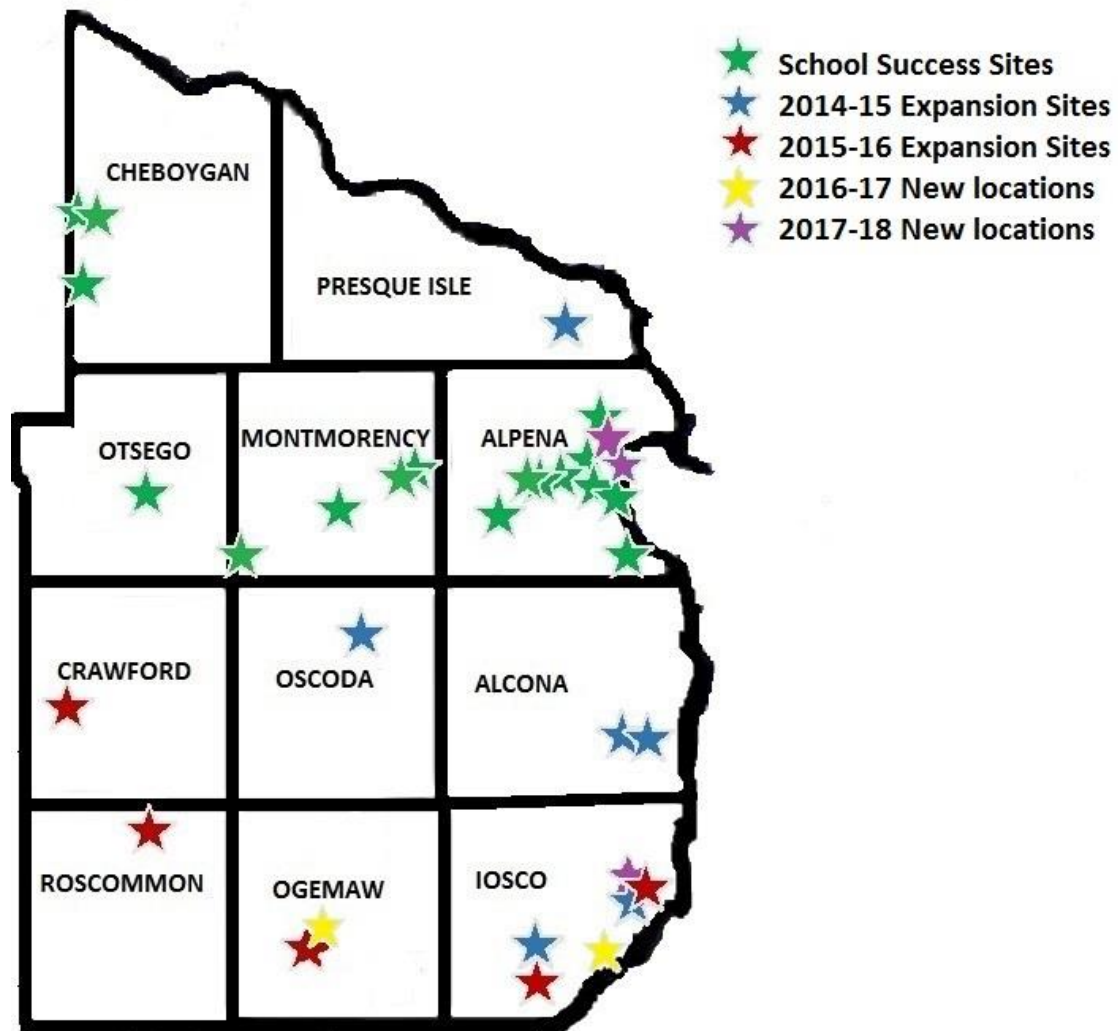 School Success Sites
2014-15 Expansion Sites
2015-16 Expansion Sites
2016-17 New locations
2017-18 New locations
CHEBOYGAN
PRESQUE ISLE
OTSEGO
MONTMORENCY
ALPENA
CRAWFORD
OSCODA
ALCONA
ROSCOMMON
OGEMAW
IOSCO